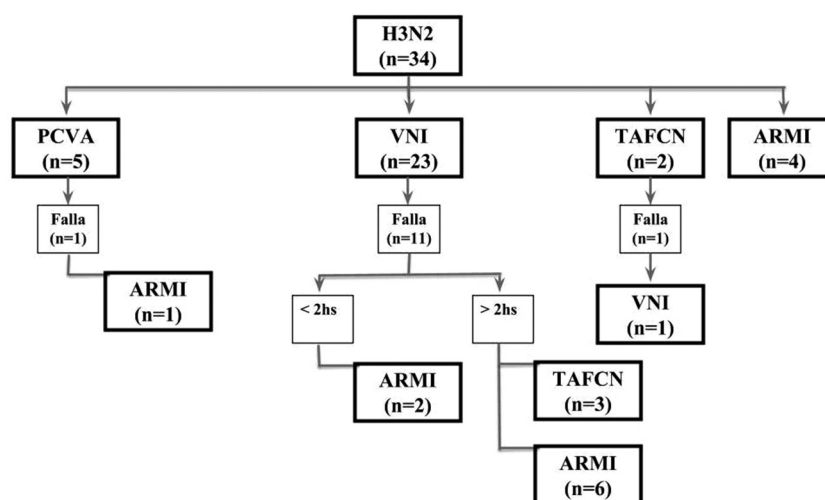 H3N2
(n=34)
PCVA
(n=5)
VNI
(n=23)
TAFCN
(n=2)
ARMI
(n=4)
Falla
(n=1)
Falla
(n=11)
Falla
(n=1)
ARMI
(n=1)
< 2hs
> 2hs
VNI
(n=1)
ARMI
(n=2)
TAFCN
(n=3)
ARMI
(n=6)